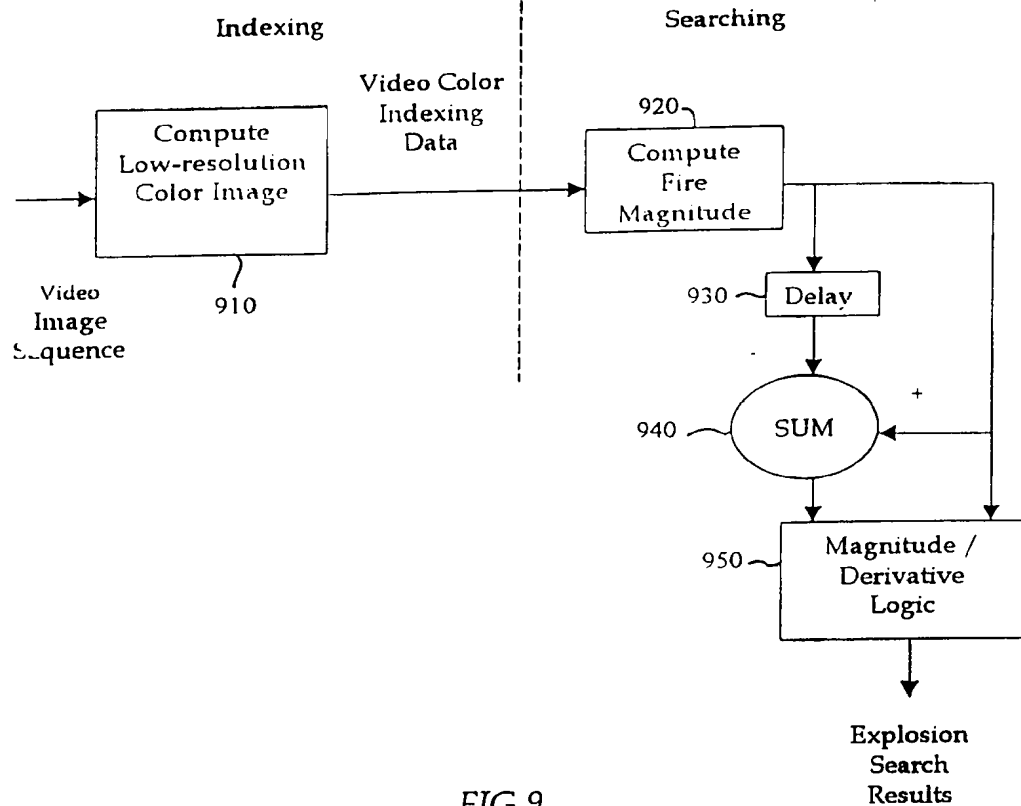 Indexing
Searching
Video Color
Indexing
Data
Compute
Low-resolution
Color Image
910
Video
Image
920
Compute
Fire
Magnitude
930
Delay
940
SUM
+
950
Magnitude /
Derivative
Logic
Explosion
Search
Results
FIG. 9